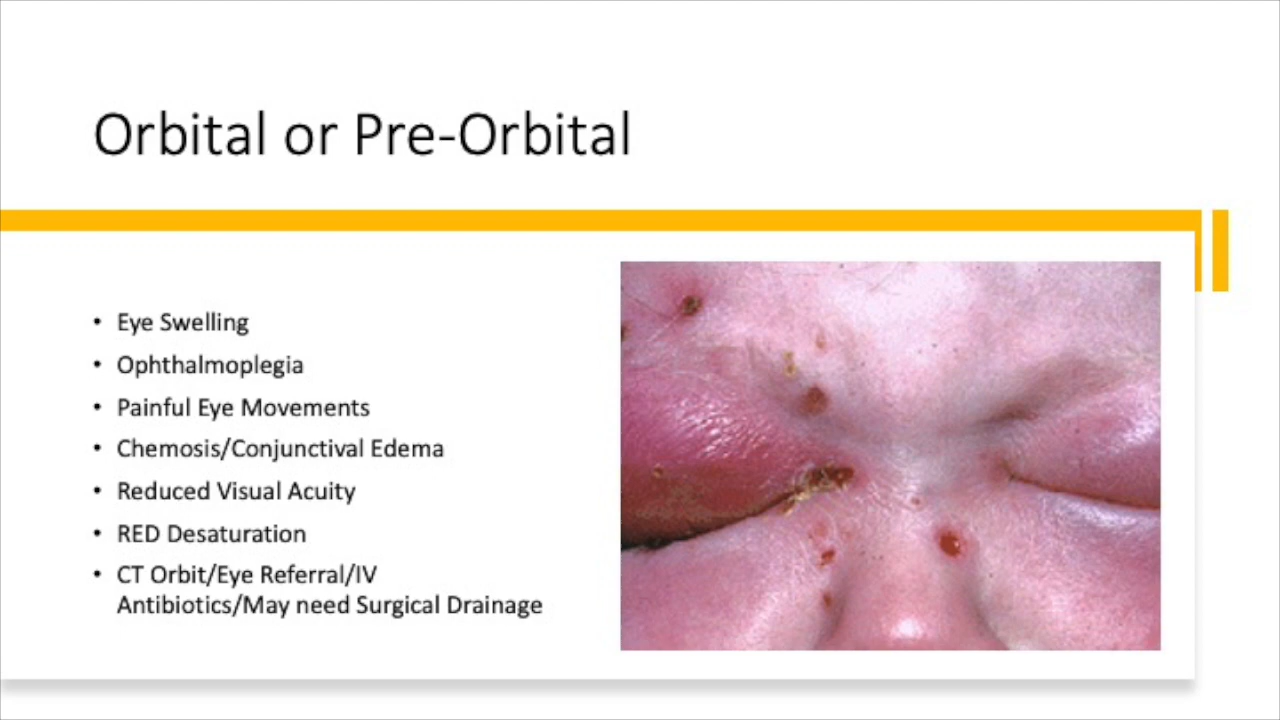 Orbital or Pre-Orbital
• Eye Swelling
• Ophthalmoplegia
• Painful Eye Movements
• Chemosis/Conjunctival Edema
• Reduced Visual Acuity
• RED Desaturation
• CT Orbit/Eye Referral/IV
Antibiotics/May need Surgical Drainage